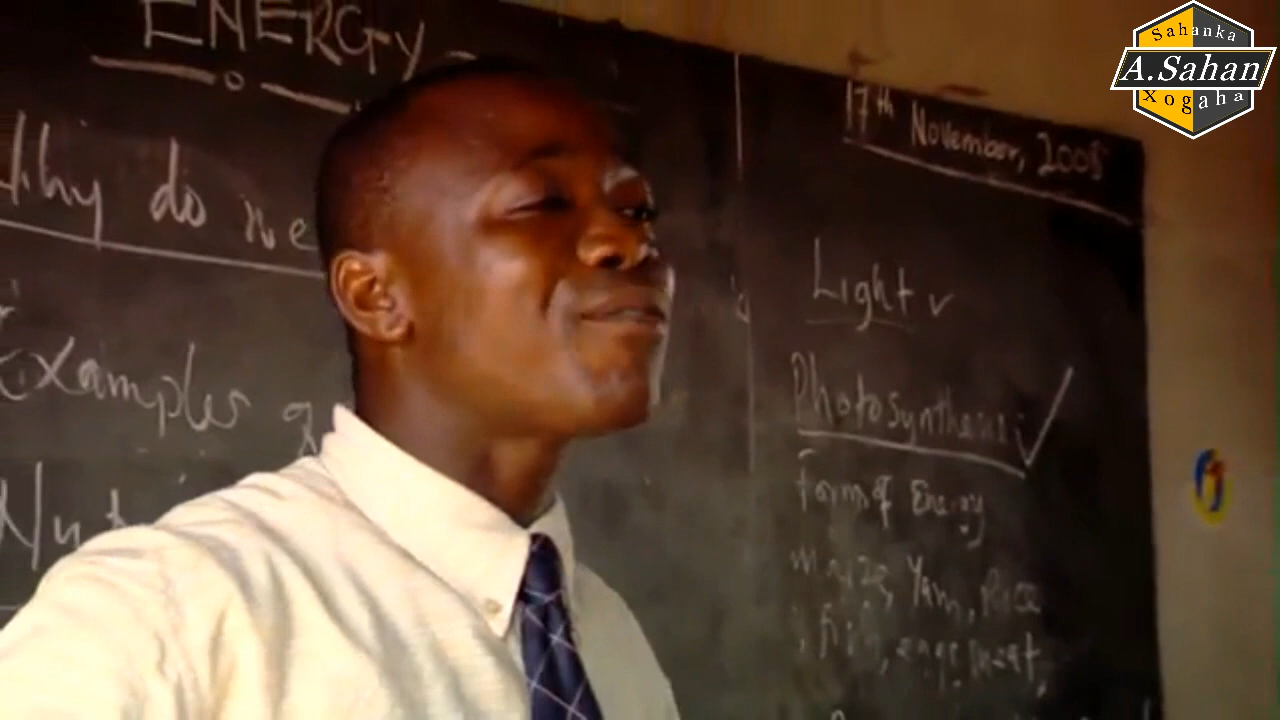 ENERGY
Why do we
Examples
17th November, 2008
Light
Photosynthesis
Form of Energy
Maize, Yam, Rice
eggs, meat,
Sahanka
A.Sahan
Xogaha